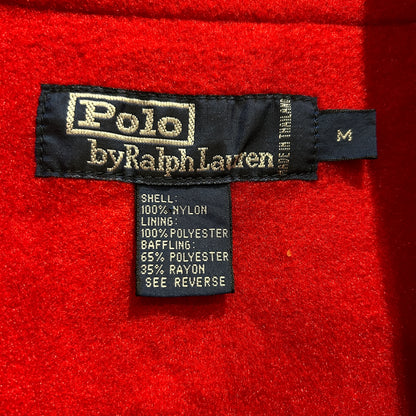 Polo
by Ralph Lauren
MADE IN THAILAND
M
SHELL:
100% NYLON
LINING:
100% POLYESTER
BAFFLING:
65% POLYESTER
35% RAYON
SEE REVERSE